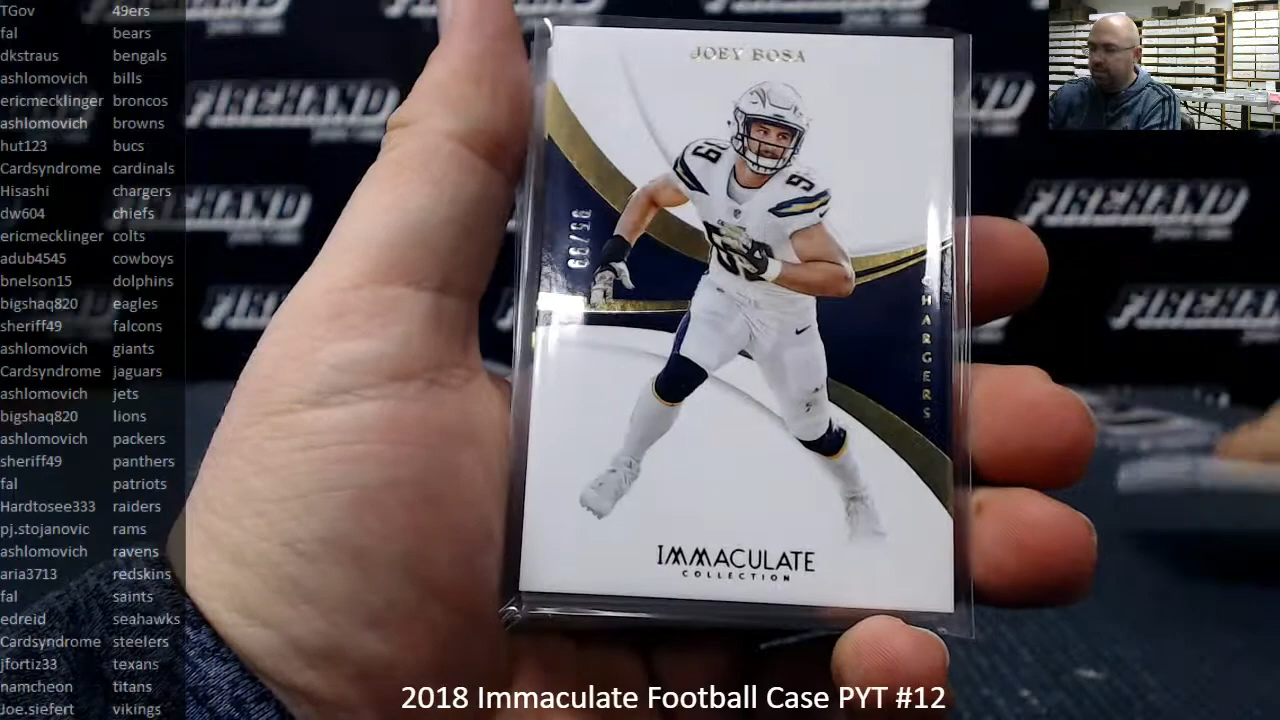 TGov 49ers
fal bears
dkstraus bengals
ashlomovich bills
ericmecklinger broncos
ashlomovich browns
hut123 bucs
Cardsyndrome cardinals
Hisashi chargers
dw604 chiefs
ericmecklinger colts
adub4545 cowboys
bnelson15 dolphins
bigshaq820 eagles
sheriff49 falcons
ashlomovich giants
Cardsyndrome jaguars
ashlomovich jets
bigshaq820 lions
ashlomovich packers
sheriff49 panthers
fal patriots
Hardtosee333 raiders
pj.stojanovic rams
ashlomovich ravens
aria3713 redskins
fal saints
edreid seahawks
Cardsyndrome steelers
jfortiz33 texans
namcheon titans
Joe.siefert vikings
FIREHAND
FIREHAND
FIREHAND
JOEY BOSA
99
99
CHARGERS
IMMACULATE
COLLECTION
2018 Immaculate Football Case PYT #12